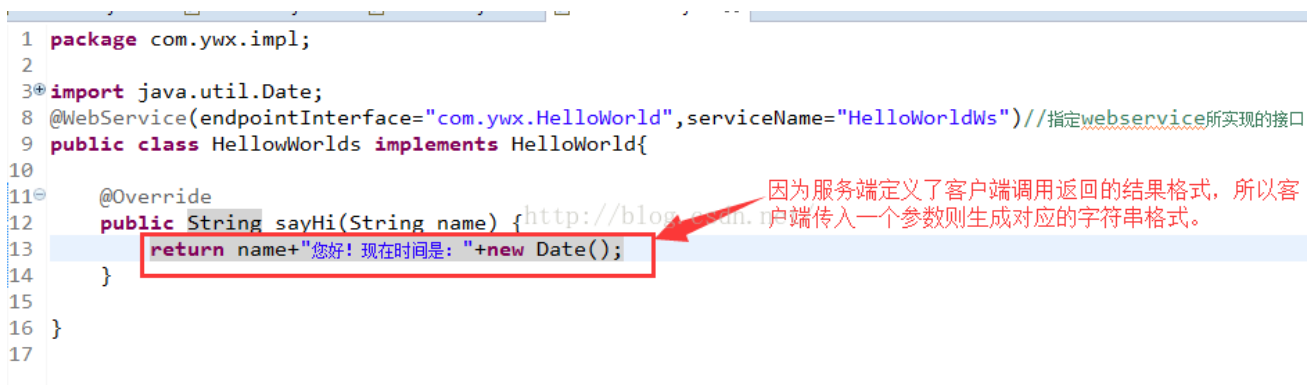 1 package com.ywx.impl;
2
3 import java.util.Date;
8 @WebService(endpointInterface="com.ywx.HelloWorld",serviceName="HelloWorldWs")//指定webservice所实现的接口
9 public class HellowWorlds implements HelloWorld{
10
11 @Override
12 public String sayHi(String name) {
13 return name+"您好！现在时间是："+new Date();
14 }
15
16 }
17
因为服务端定义了客户端调用返回的结果格式，所以客
户端传入一个参数则生成对应的字符串格式。